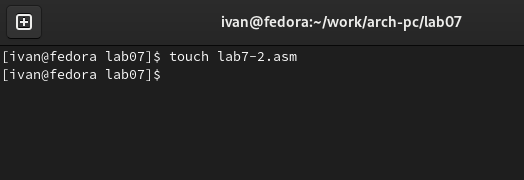 ivan@fedora:~/work/arch-pc/lab07
[ivan@fedora lab07]$ touch lab7-2.asm
[ivan@fedora lab07]$